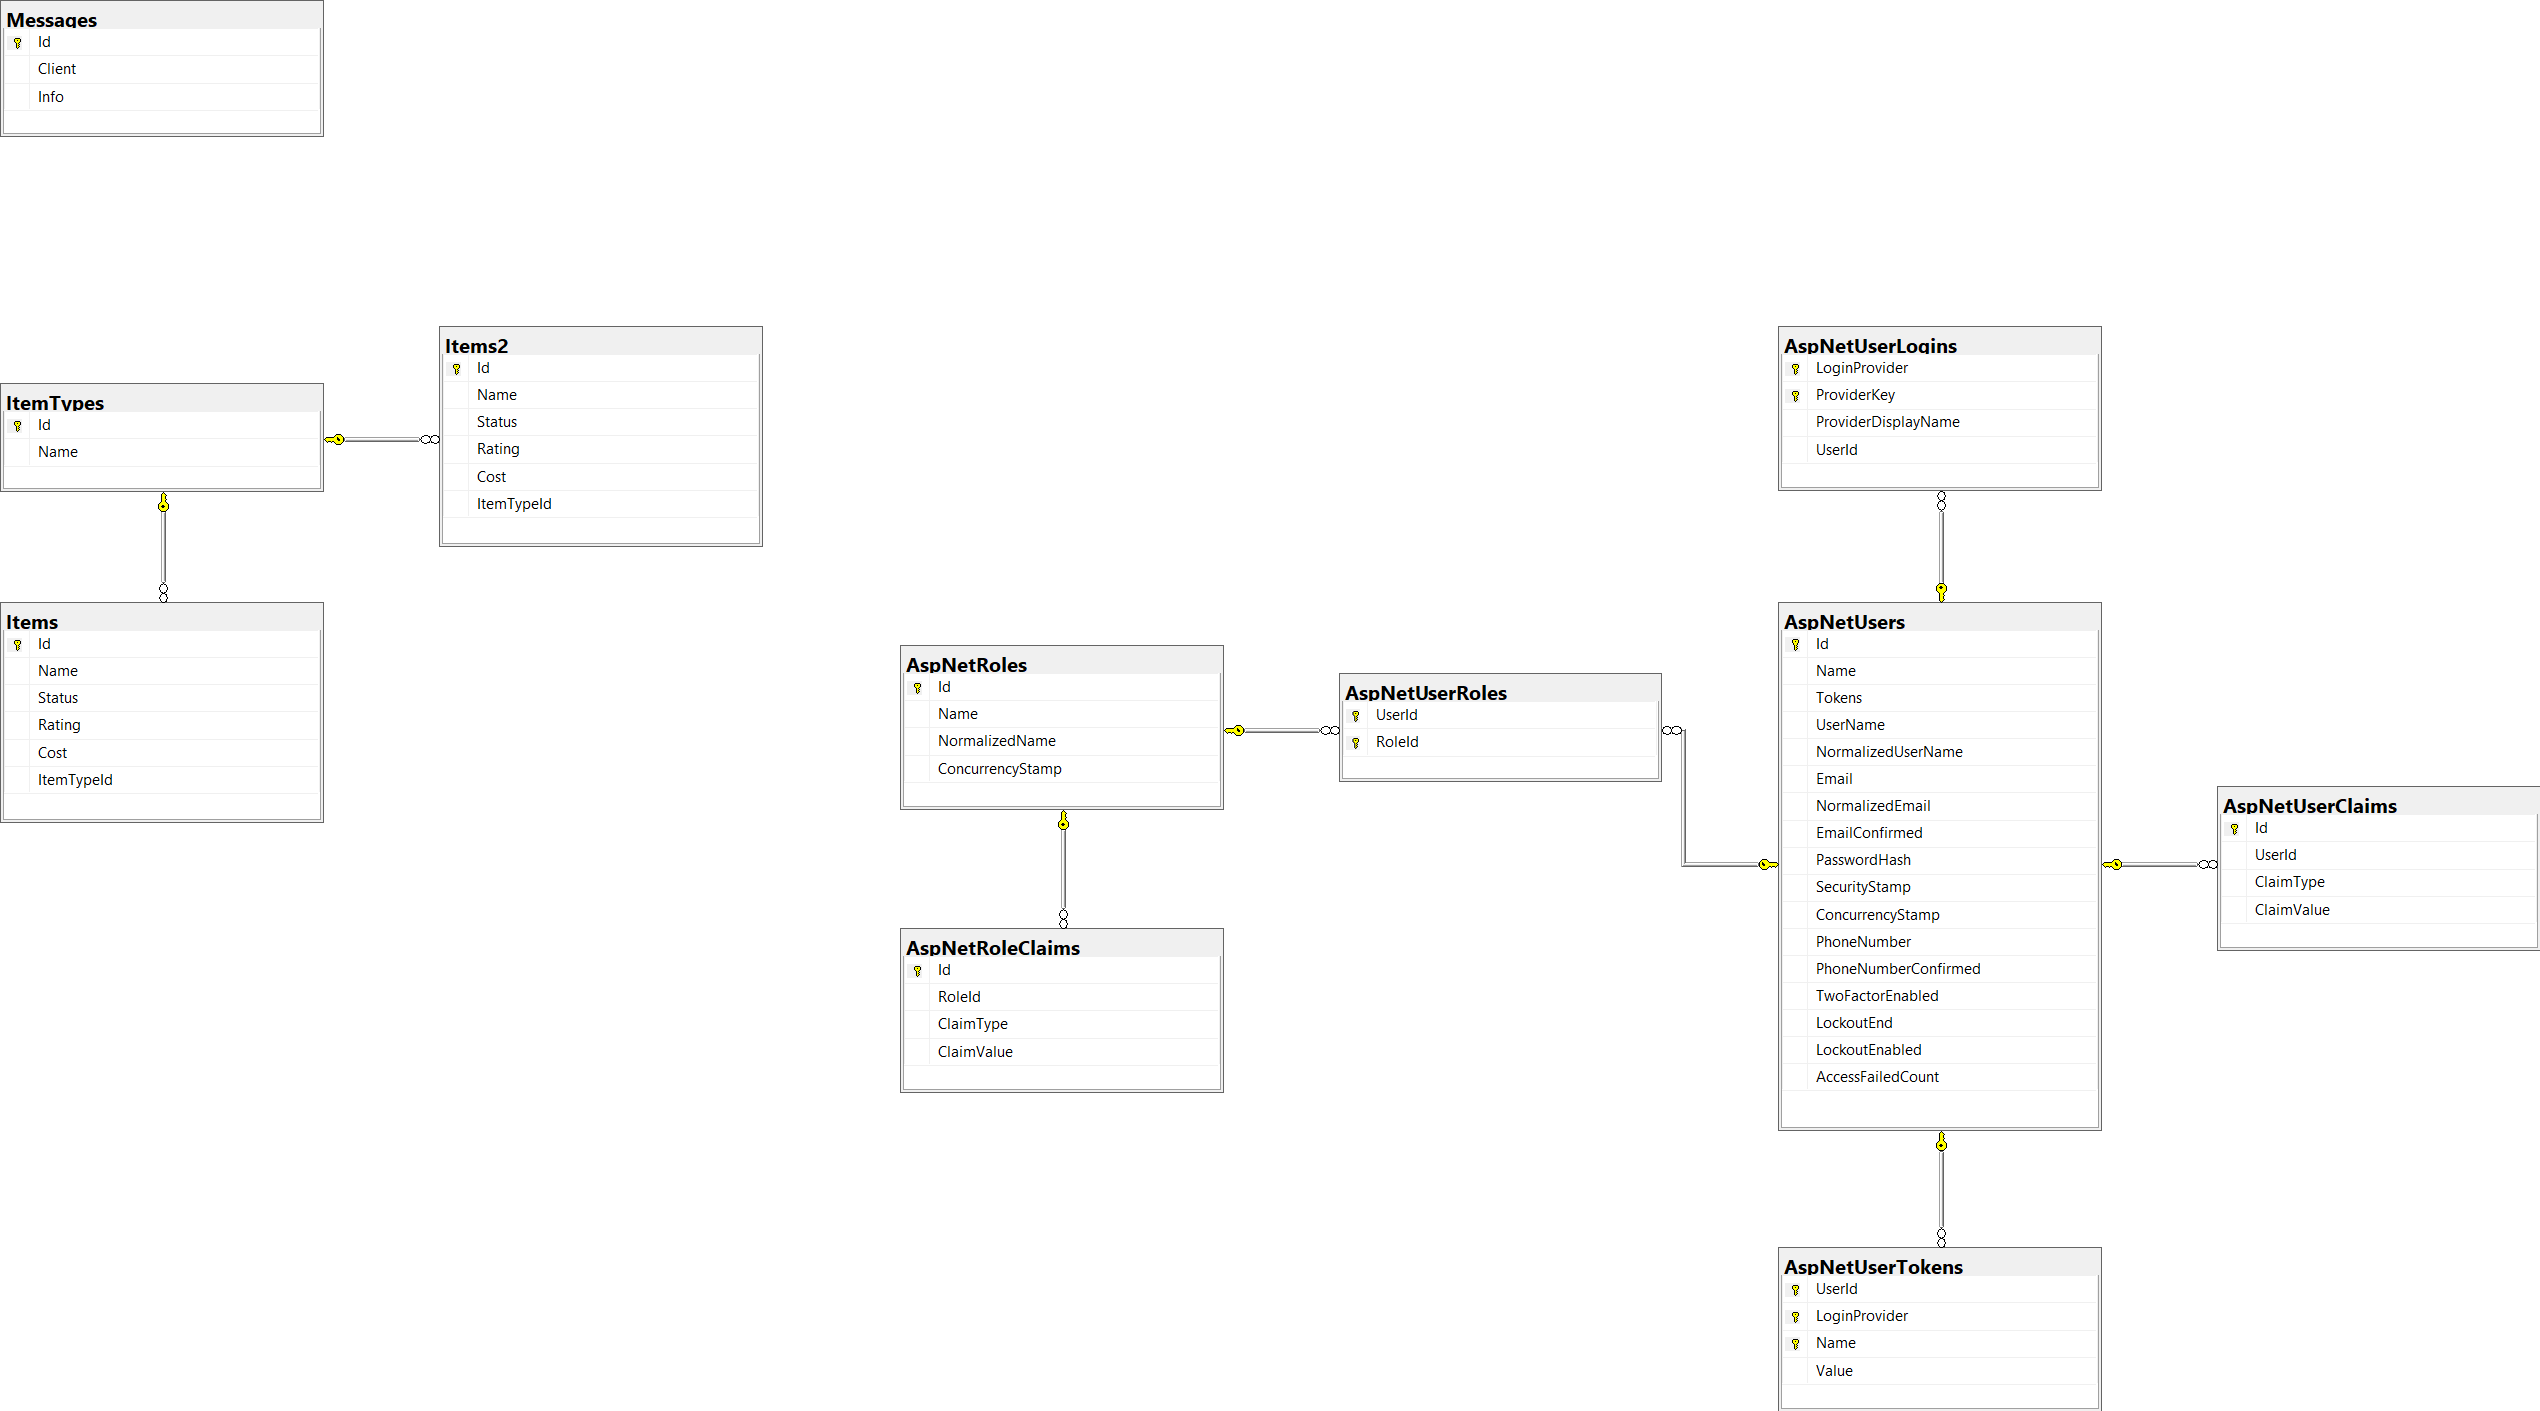 Messages
Id
Client
Info
ItemTypes
Id
Name
Items2
Id
Name
Status
Rating
Cost
ItemTypeId
Items
Id
Name
Status
Rating
Cost
ItemTypeId
AspNetRoles
Id
Name
NormalizedName
ConcurrencyStamp
AspNetRoleClaims
Id
RoleId
ClaimType
ClaimValue
AspNetUserRoles
UserId
RoleId
AspNetUserLogins
LoginProvider
ProviderKey
ProviderDisplayName
UserId
AspNetUsers
Id
Name
Tokens
UserName
NormalizedUserName
Email
NormalizedEmail
EmailConfirmed
PasswordHash
SecurityStamp
ConcurrencyStamp
PhoneNumber
PhoneNumberConfirmed
TwoFactorEnabled
LockoutEnd
LockoutEnabled
AccessFailedCount
AspNetUserClaims
Id
UserId
ClaimType
ClaimValue
AspNetUserTokens
UserId
LoginProvider
Name
Value